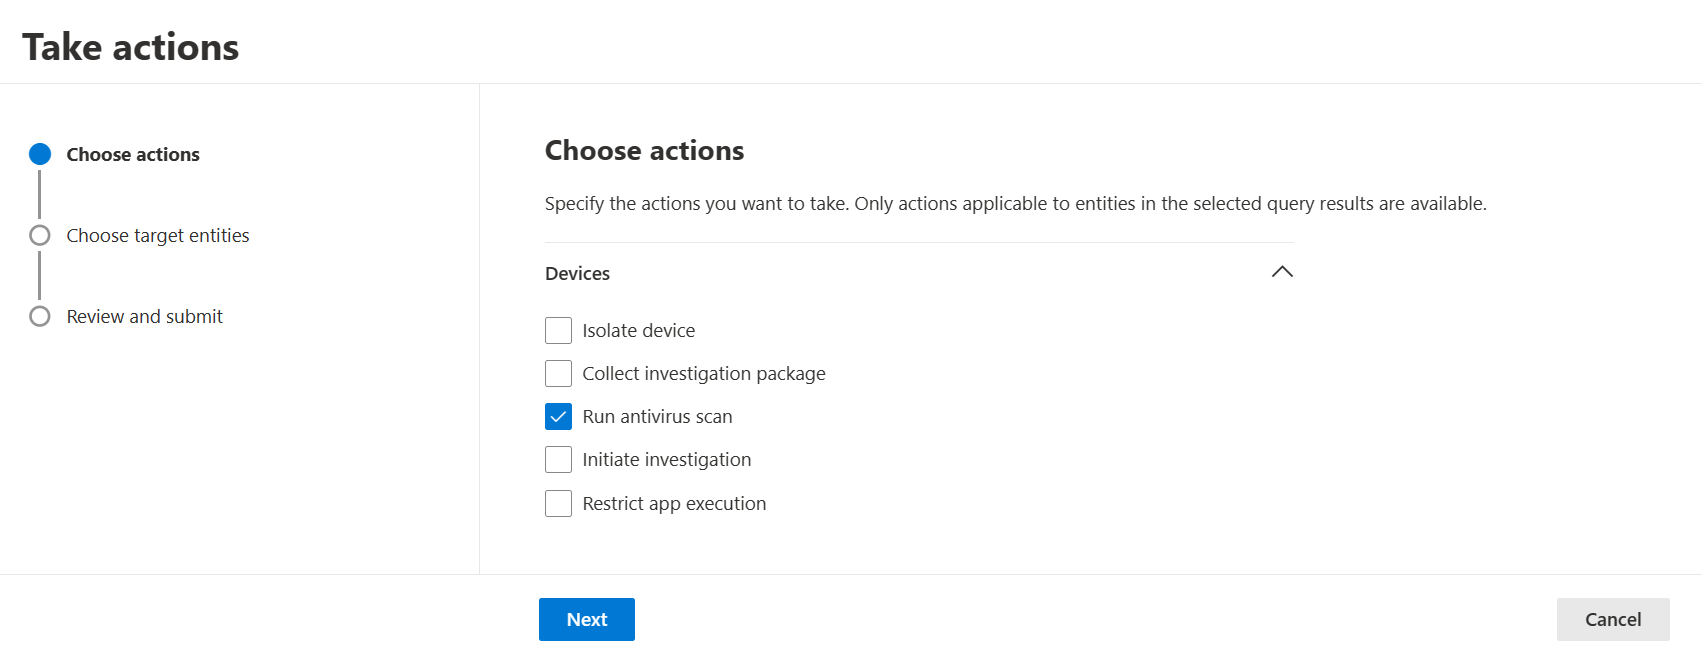 Take actions
Choose actions
Choose target entities
Review and submit
Choose actions
Specify the actions you want to take. Only actions applicable to entities in the selected query results are available.
Devices
Isolate device
Collect investigation package
Run antivirus scan
Initiate investigation
Restrict app execution
Next
Cancel